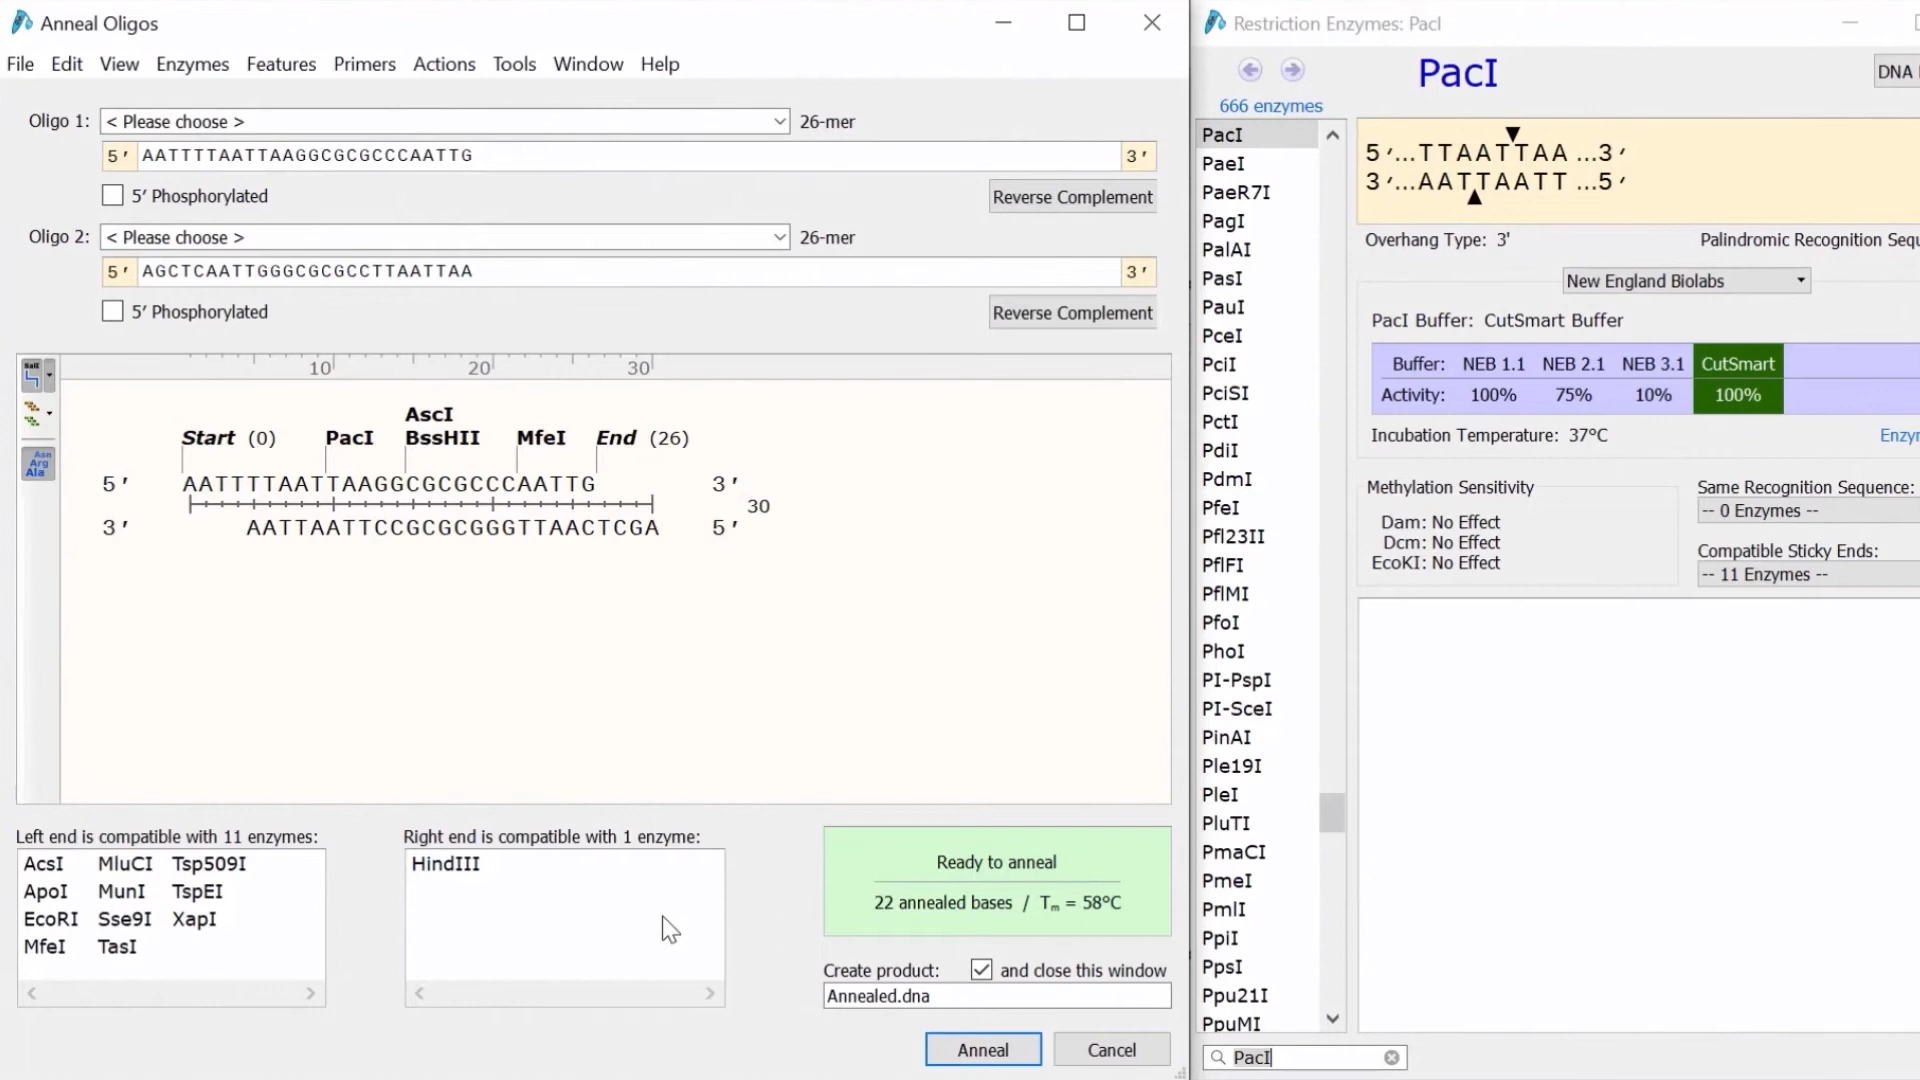 Anneal Oligos
File Edit View Enzymes Features Primers Actions Tools Window Help
Oligo 1: < Please choose > 26-mer
5′ AATTTTAATTAAGGCGCGCCCAATTG 3′
5′ Phosphorylated Reverse Complement
Oligo 2: < Please choose > 26-mer
5′ AGCTCAATTGGGCGCGCCTTAATTAA 3′
5′ Phosphorylated Reverse Complement
10 20 30
AscI
Start (0) PacI BssHII MfeI End (26)
5′ AATTTTAATTAAGGCGCGCCCAATTG 3′
30
3′ AATTAATTCCGCGCGGGTTAACTCGA 5′
Asn
Arg
Ala
Left end is compatible with 11 enzymes:
AcsI MluCI Tsp509I
ApoI MunI TspEI
EcoRI Sse9I XapI
MfeI TasI
Right end is compatible with 1 enzyme:
HindIII
Ready to anneal
22 annealed bases / Tₘ = 58°C
Create product: and close this window
Annealed.dna
Anneal Cancel
Restriction Enzymes: PacI
666 enzymes
PacI
DNA
PacI
PaeI
PaeR7I
PagI
PalAI
PasI
PauI
PceI
PciI
PciSI
PctI
PdiI
PdmI
PfeI
Pfl23II
PflFI
PflMI
PfoI
PhoI
PI-PspI
PI-SceI
PinAI
Ple19I
PleI
PluTI
PmaCI
PmeI
PmlI
PpiI
PpsI
Ppu21I
PpuMI
PacI
5′...TTAATTAA...3′
3′...AATTAATT...5′
Overhang Type: 3' Palindromic Recognition Sequ
New England Biolabs
PacI Buffer: CutSmart Buffer
Buffer: NEB 1.1 NEB 2.1 NEB 3.1 CutSmart
Activity: 100% 75% 10% 100%
Incubation Temperature: 37°C Enzyr
Methylation Sensitivity
Dam: No Effect
Dcm: No Effect
EcoKI: No Effect
Same Recognition Sequence:
-- 0 Enzymes --
Compatible Sticky Ends:
-- 11 Enzymes --